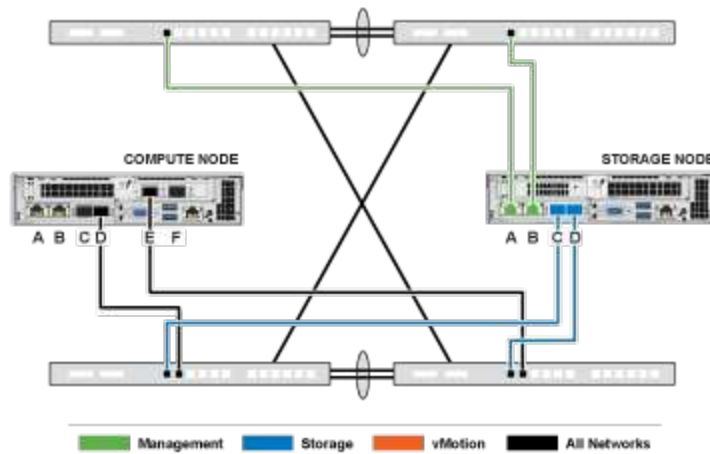 COMPUTE NODE
STORAGE NODE
A B C D E F
A B C D
Management Storage vMotion All Networks